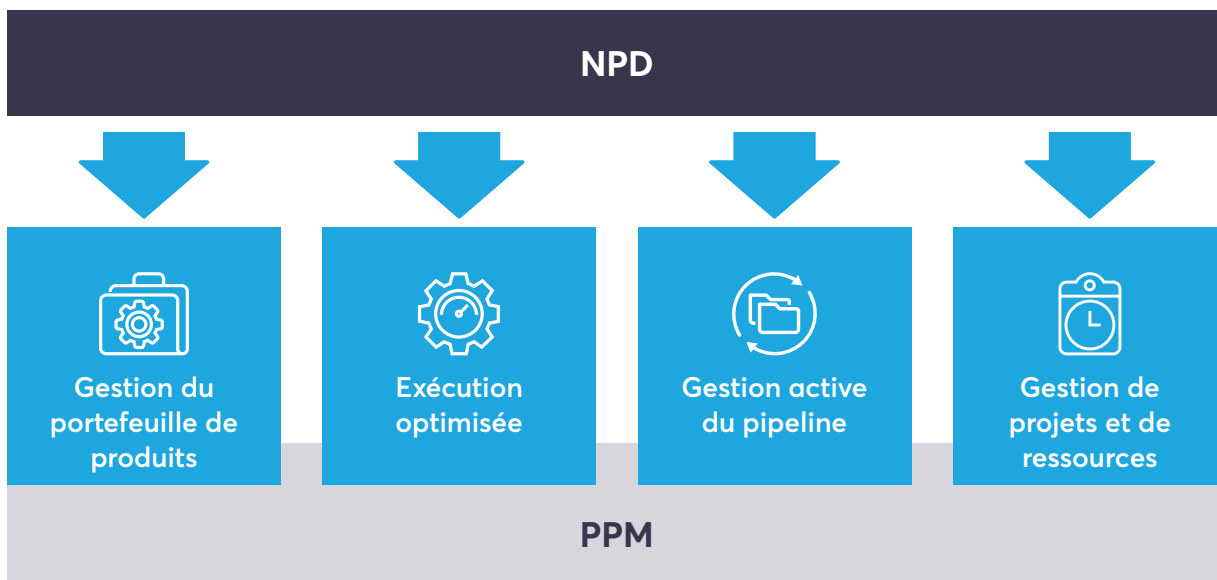 NPD
Gestion du
portefeuille de
produits
Exécution
optimisée
Gestion active
du pipeline
Gestion de
projets et de
ressources
PPM